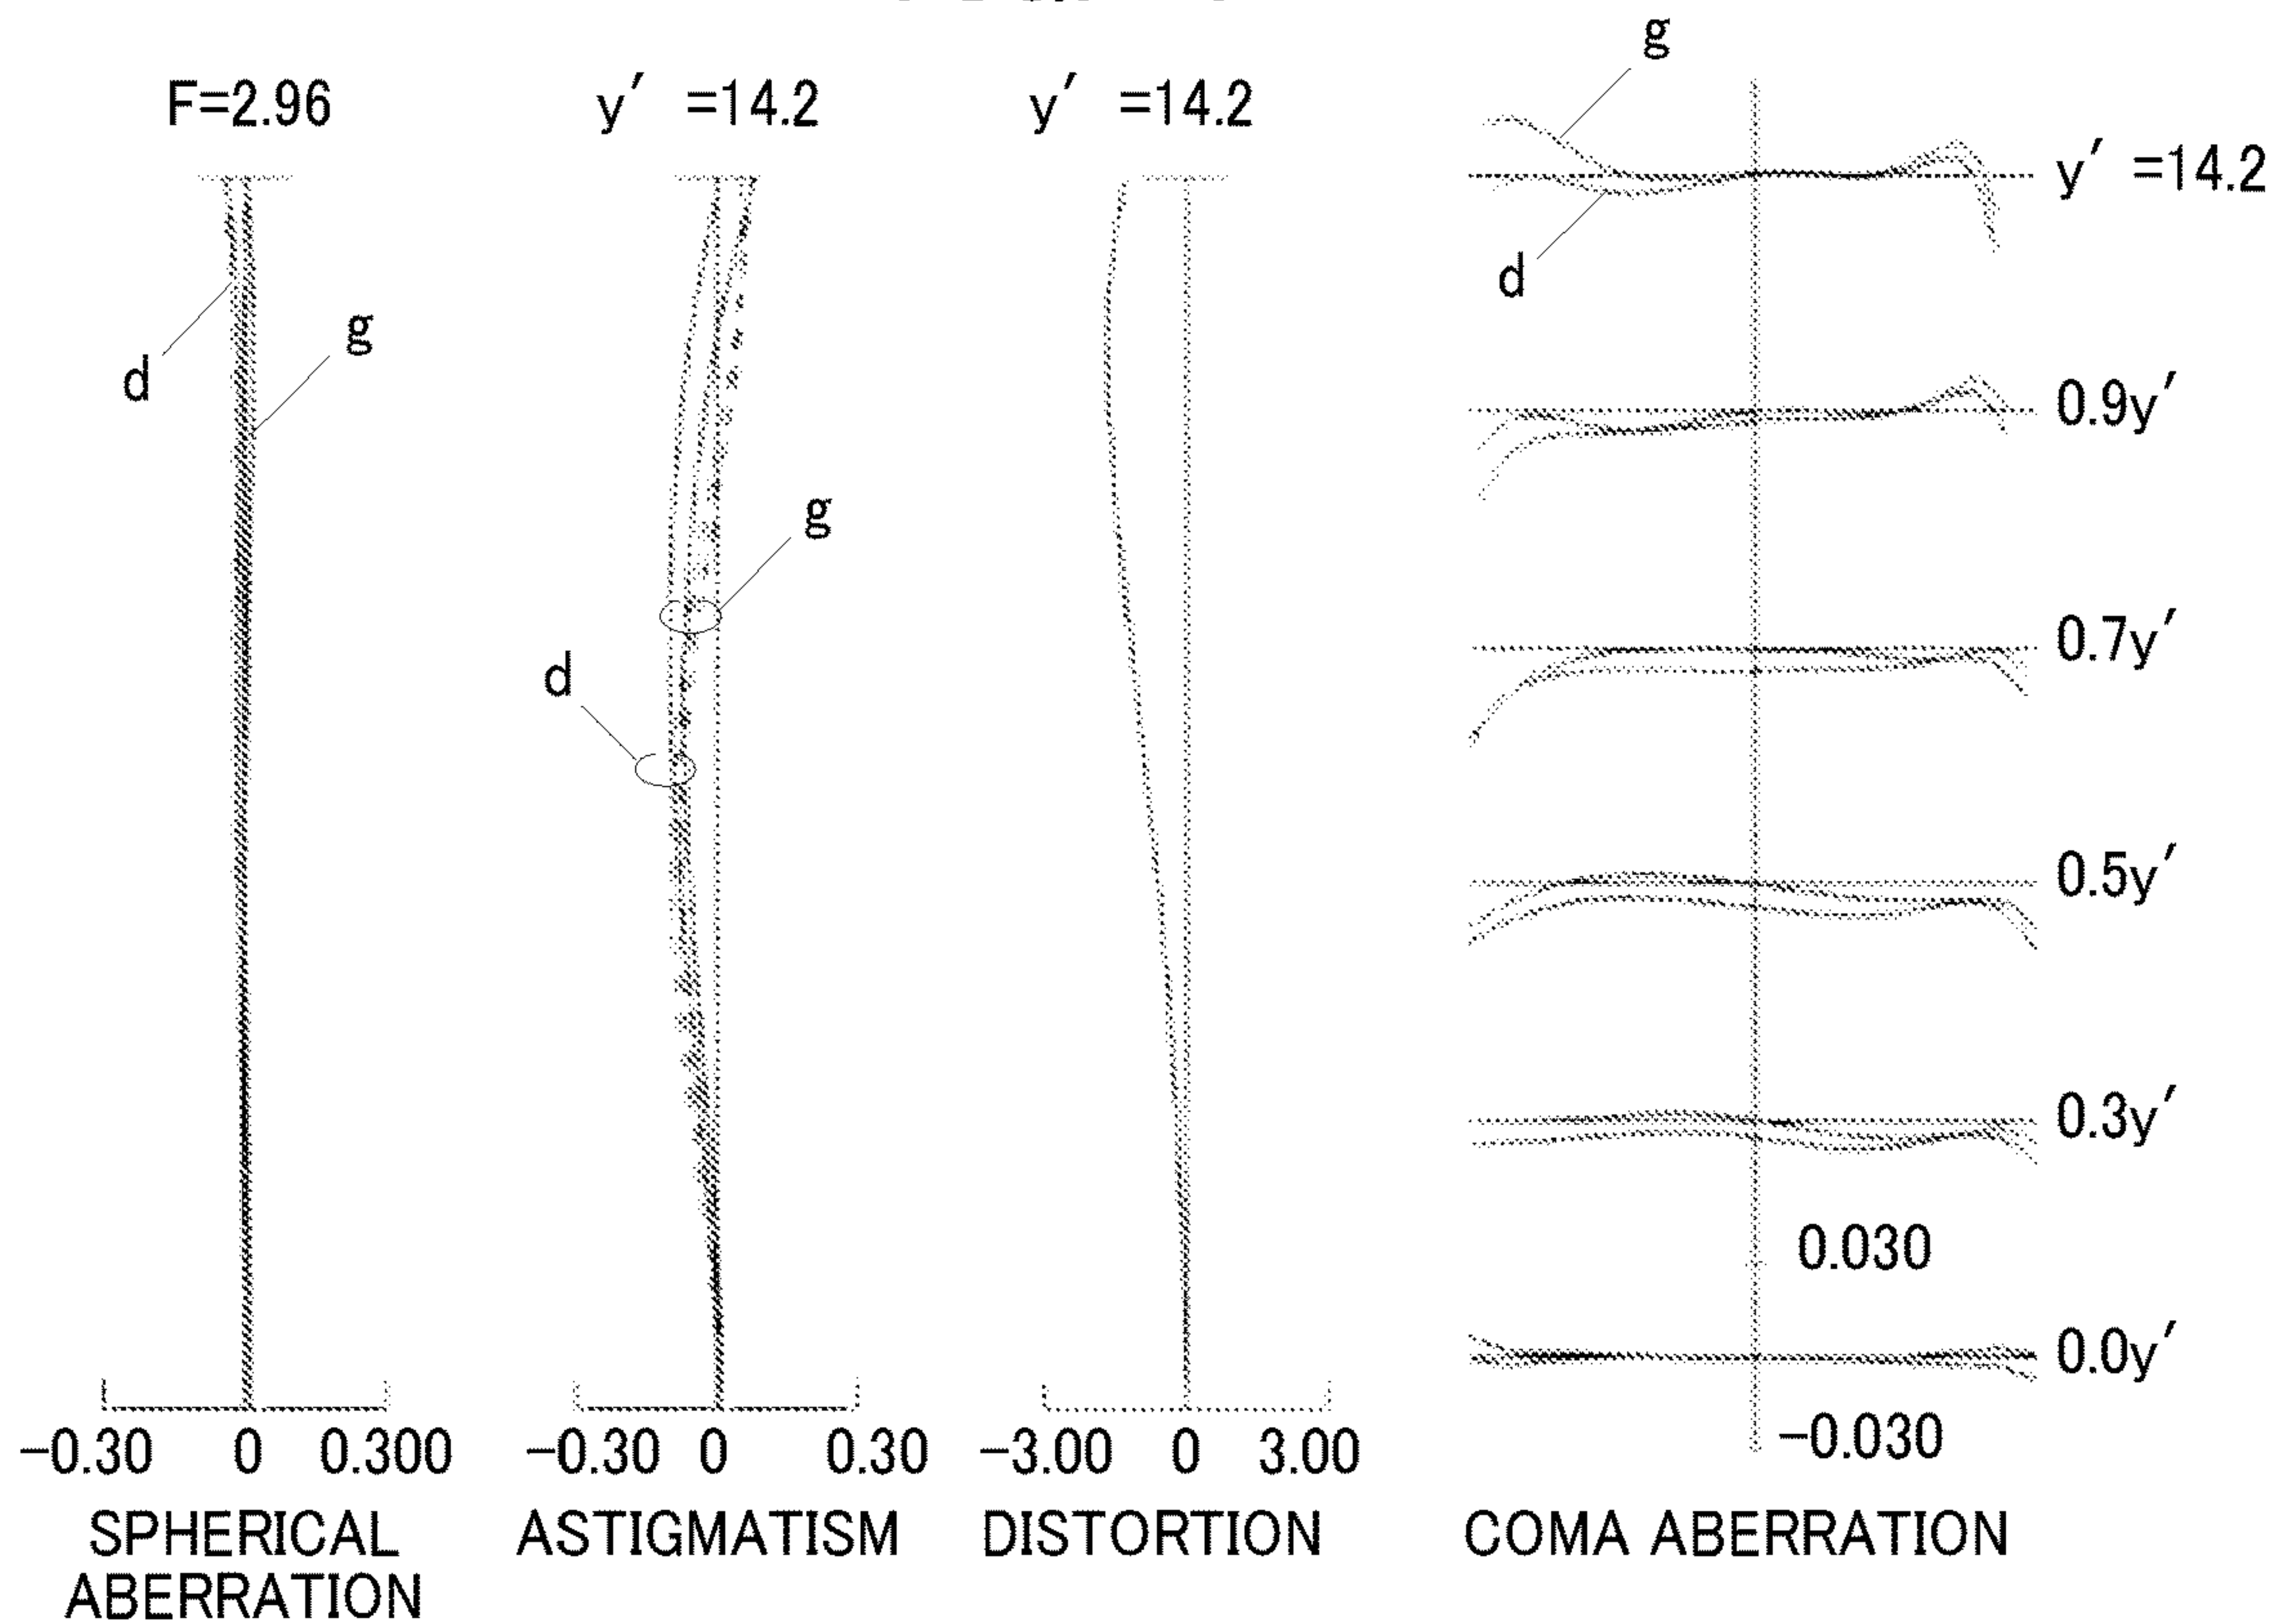 F=2.96
d
g
-0.30 0 0.300
SPHERICAL
ABERRATION
y′ =14.2
g
d
-0.30 0 0.30
ASTIGMATISM
y′ =14.2
-3.00 0 3.00
DISTORTION
g
d
y′ =14.2
0.9y′
0.7y′
0.5y′
0.3y′
0.030
0.0y′
-0.030
COMA ABERRATION